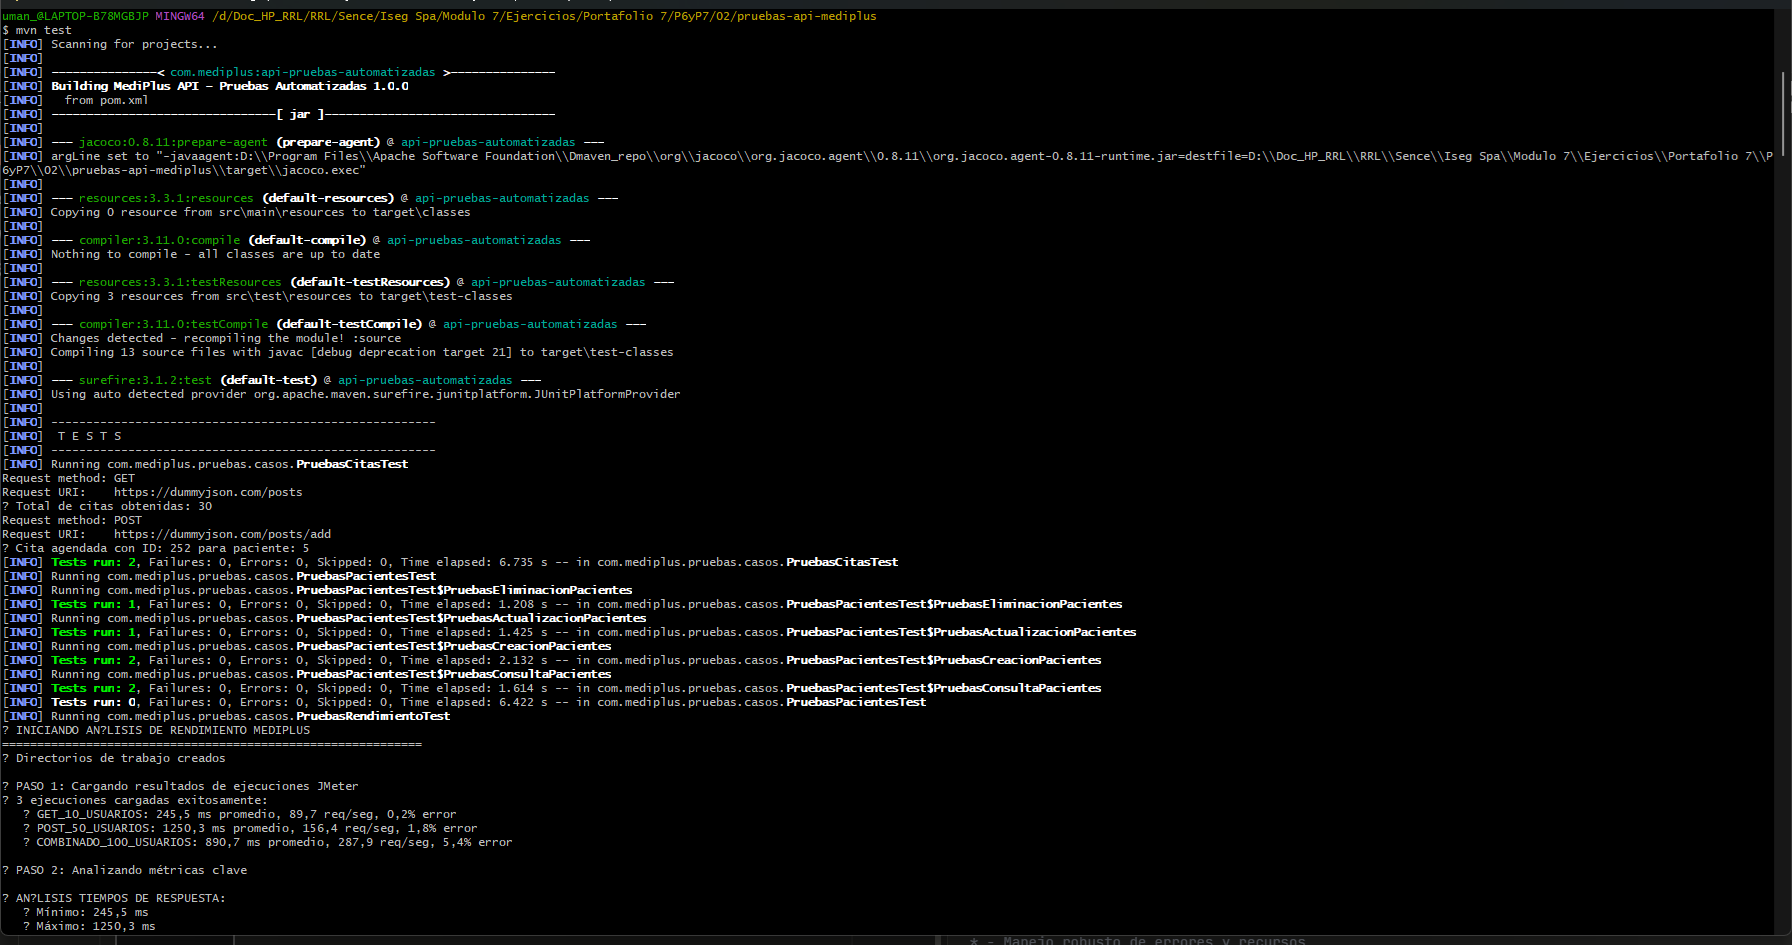 uman_@LAPTOP-B78MGBJP MINGW64 /d/Doc_HP_RRL/RRL/Sence/Iseg Spa/Modulo 7/Ejercicios/Portafolio 7/P6yP7/02/pruebas-api-mediplus
$ mvn test
[INFO] Scanning for projects...
[INFO]
[INFO] ---------------< com.mediplus:api-pruebas-automatizadas >---------------
[INFO] Building MediPlus API - Pruebas Automatizadas 1.0.0
[INFO]   from pom.xml
[INFO] --------------------------------[ jar ]---------------------------------
[INFO]
[INFO] --- jacoco:0.8.11:prepare-agent (prepare-agent) @ api-pruebas-automatizadas ---
[INFO] argLine set to "-javaagent:D:\\Program Files\\Apache Software Foundation\\Dmaven_repo\\org\\jacoco\\org.jacoco.agent\\0.8.11\\org.jacoco.agent-0.8.11-runtime.jar=destfile=D:\\Doc_HP_RRL\\RRL\\Sence\\Iseg Spa\\Modulo 7\\Ejercicios\\Portafolio 7\\P
6yP7\\02\\pruebas-api-mediplus\\target\\jacoco.exec"
[INFO]
[INFO] --- resources:3.3.1:resources (default-resources) @ api-pruebas-automatizadas ---
[INFO] Copying 0 resource from src\main\resources to target\classes
[INFO]
[INFO] --- compiler:3.11.0:compile (default-compile) @ api-pruebas-automatizadas ---
[INFO] Nothing to compile - all classes are up to date
[INFO]
[INFO] --- resources:3.3.1:testResources (default-testResources) @ api-pruebas-automatizadas ---
[INFO] Copying 3 resources from src\test\resources to target\test-classes
[INFO]
[INFO] --- compiler:3.11.0:testCompile (default-testCompile) @ api-pruebas-automatizadas ---
[INFO] Changes detected - recompiling the module! :source
[INFO] Compiling 13 source files with javac [debug deprecation target 21] to target\test-classes
[INFO]
[INFO] --- surefire:3.1.2:test (default-test) @ api-pruebas-automatizadas ---
[INFO] Using auto detected provider org.apache.maven.surefire.junitplatform.JUnitPlatformProvider
[INFO]
[INFO] -------------------------------------------------------
[INFO]  T E S T S
[INFO] -------------------------------------------------------
[INFO] Running com.mediplus.pruebas.casos.PruebasCitasTest
Request method: GET
Request URI:    https://dummyjson.com/posts
? Total de citas obtenidas: 30
Request method: POST
Request URI:    https://dummyjson.com/posts/add
? Cita agendada con ID: 252 para paciente: 5
[INFO] Tests run: 2, Failures: 0, Errors: 0, Skipped: 0, Time elapsed: 6.735 s -- in com.mediplus.pruebas.casos.PruebasCitasTest
[INFO] Running com.mediplus.pruebas.casos.PruebasPacientesTest
[INFO] Running com.mediplus.pruebas.casos.PruebasPacientesTest$PruebasEliminacionPacientes
[INFO] Tests run: 1, Failures: 0, Errors: 0, Skipped: 0, Time elapsed: 1.208 s -- in com.mediplus.pruebas.casos.PruebasPacientesTest$PruebasEliminacionPacientes
[INFO] Running com.mediplus.pruebas.casos.PruebasPacientesTest$PruebasActualizacionPacientes
[INFO] Tests run: 1, Failures: 0, Errors: 0, Skipped: 0, Time elapsed: 1.425 s -- in com.mediplus.pruebas.casos.PruebasPacientesTest$PruebasActualizacionPacientes
[INFO] Running com.mediplus.pruebas.casos.PruebasPacientesTest$PruebasCreacionPacientes
[INFO] Tests run: 2, Failures: 0, Errors: 0, Skipped: 0, Time elapsed: 2.132 s -- in com.mediplus.pruebas.casos.PruebasPacientesTest$PruebasCreacionPacientes
[INFO] Running com.mediplus.pruebas.casos.PruebasPacientesTest$PruebasConsultaPacientes
[INFO] Tests run: 2, Failures: 0, Errors: 0, Skipped: 0, Time elapsed: 1.614 s -- in com.mediplus.pruebas.casos.PruebasPacientesTest$PruebasConsultaPacientes
[INFO] Tests run: 0, Failures: 0, Errors: 0, Skipped: 0, Time elapsed: 6.422 s -- in com.mediplus.pruebas.casos.PruebasPacientesTest
[INFO] Running com.mediplus.pruebas.casos.PruebasRendimientoTest
? INICIANDO AN?LISIS DE RENDIMIENTO MEDIPLUS
============================================================
? Directorios de trabajo creados
? PASO 1: Cargando resultados de ejecuciones JMeter
? 3 ejecuciones cargadas exitosamente:
   ? GET_10_USUARIOS: 245,5 ms promedio, 89,7 req/seg, 0,2% error
   ? POST_50_USUARIOS: 1250,3 ms promedio, 156,4 req/seg, 1,8% error
   ? COMBINADO_100_USUARIOS: 890,7 ms promedio, 287,9 req/seg, 5,4% error
? PASO 2: Analizando métricas clave
? AN?LISIS TIEMPOS DE RESPUESTA:
   ? Mínimo: 245,5 ms
   ? Máximo: 1250,3 ms
* - Manejo robusto de errores y recursos